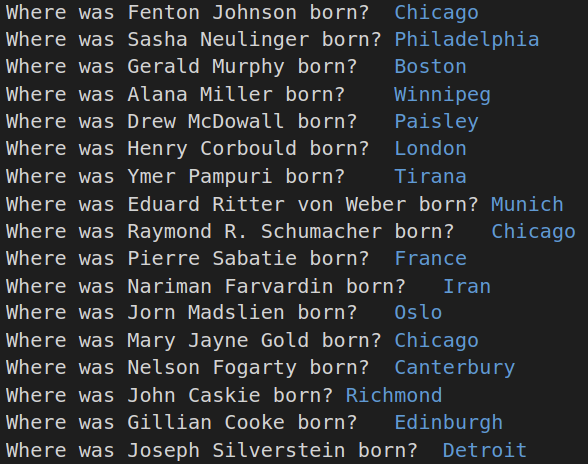 Where was Fenton Johnson born? Chicago
Where was Sasha Neulinger born? Philadelphia
Where was Gerald Murphy born? Boston
Where was Alana Miller born? Winnipeg
Where was Drew McDowall born? Paisley
Where was Henry Corbould born? London
Where was Ymer Pampuri born? Tirana
Where was Eduard Ritter von Weber born? Munich
Where was Raymond R. Schumacher born? Chicago
Where was Pierre Sabatie born? France
Where was Nariman Farvardin born? Iran
Where was Jorn Madslien born? Oslo
Where was Mary Jayne Gold born? Chicago
Where was Nelson Fogarty born? Canterbury
Where was John Caskie born? Richmond
Where was Gillian Cooke born? Edinburgh
Where was Joseph Silverstein born? Detroit